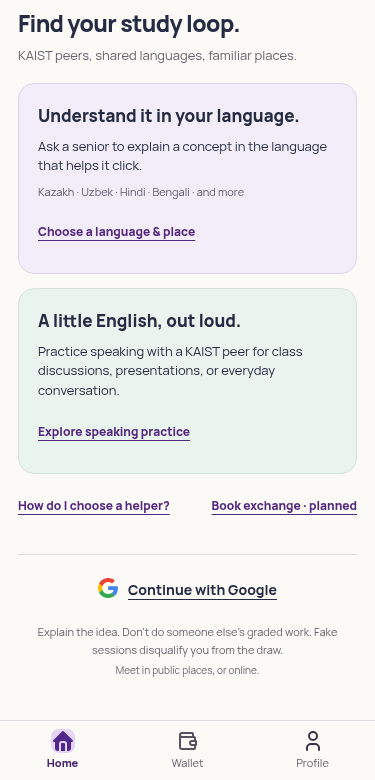 Find your study loop.
KAIST peers, shared languages, familiar places.
Understand it in your language.
Ask a senior to explain a concept in the language
that helps it click.
Kazakh · Uzbek · Hindi · Bengali · and more
Choose a language & place
A little English, out loud.
Practice speaking with a KAIST peer for class
discussions, presentations, or everyday
conversation.
Explore speaking practice
How do I choose a helper?
Book exchange · planned
Continue with Google
Explain the idea. Don't do someone else's graded work. Fake
sessions disqualify you from the draw.
Meet in public places, or online.
Home
Wallet
Profile